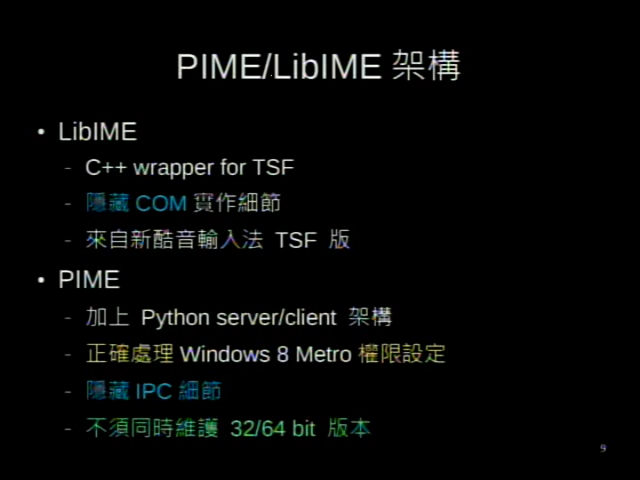 PIME/LibIME 架構
• LibIME
- C++ wrapper for TSF
- 隱藏 COM 實作細節
- 來自新酷音輸入法 TSF 版
• PIME
- 加上 Python server/client 架構
- 正確處理 Windows 8 Metro 權限設定
- 隱藏 IPC 細節
- 不須同時維護 32/64 bit 版本
9